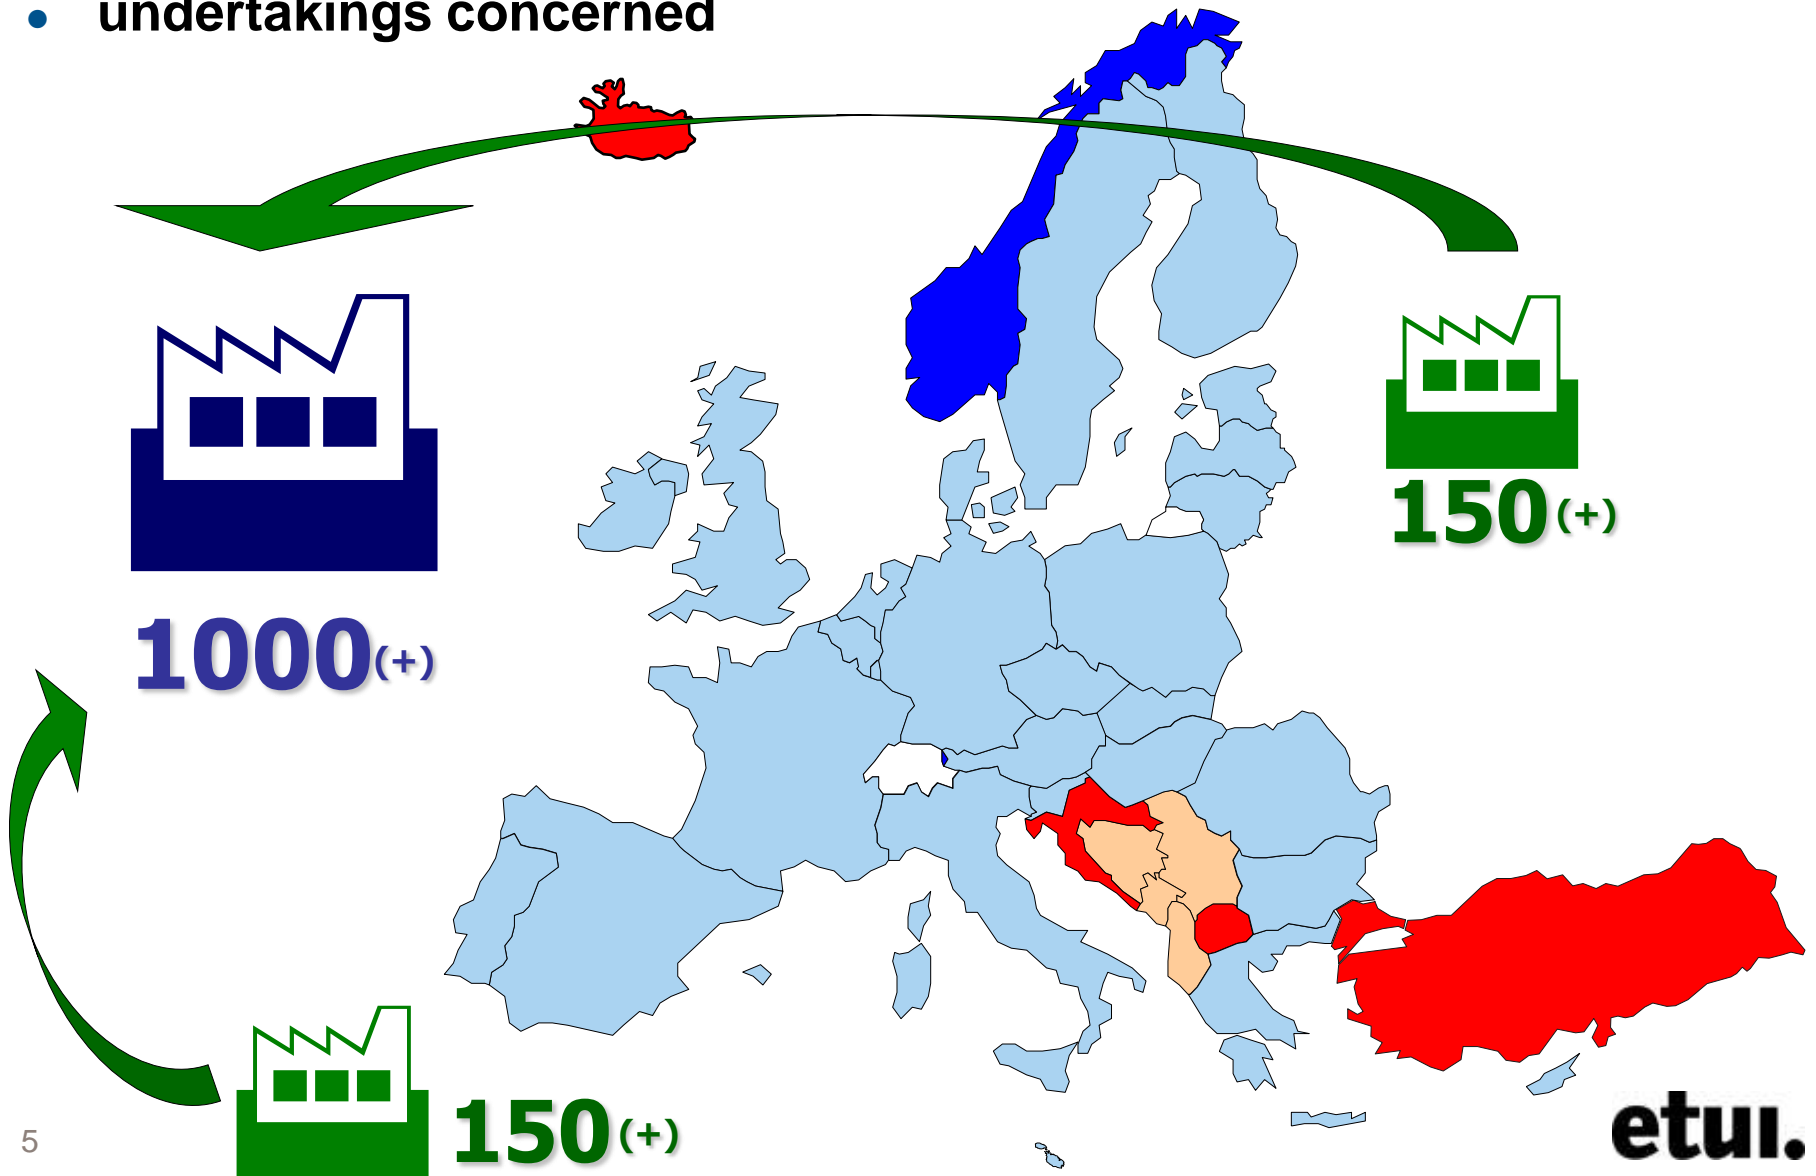 • undertakings concerned
150(+)
1000(+)
150(+)
5
etui.